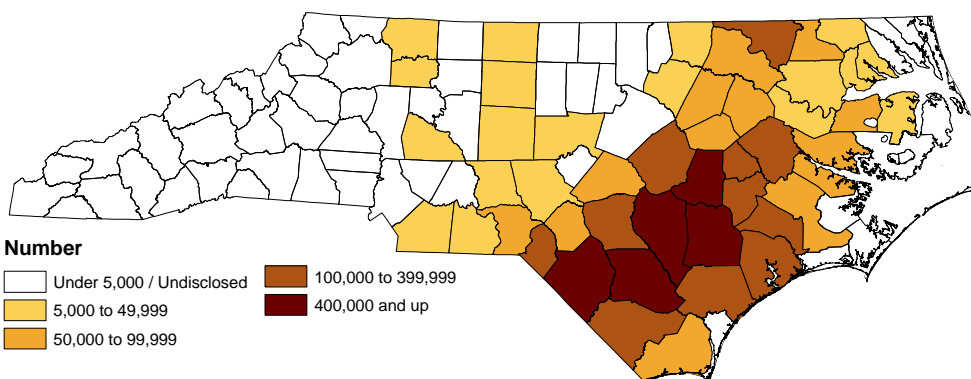 Number
Under 5,000 / Undisclosed
5,000 to 49,999
50,000 to 99,999
100,000 to 399,999
400,000 and up